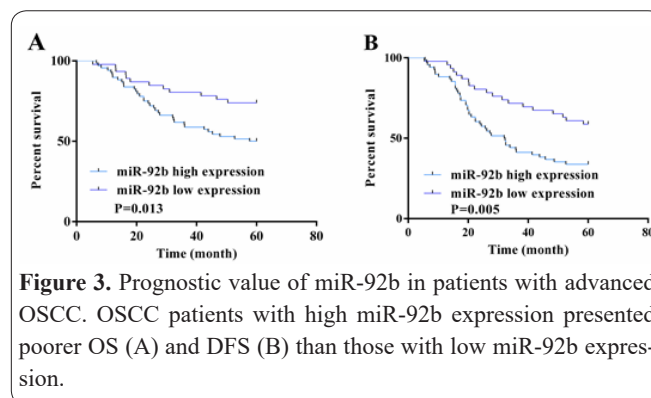 A
B
Percent survival
100
50
0
0
20
40
60
80
miR-92b high expression
miR-92b low expression
P=0.013
Time (month)
Percent survival
100
50
0
0
20
40
60
80
miR-92b high expression
miR-92b low expression
P=0.005
Time (month)
Figure 3. Prognostic value of miR-92b in patients with advanced
OSCC. OSCC patients with high miR-92b expression presented
poorer OS (A) and DFS (B) than those with low miR-92b expres-
sion.